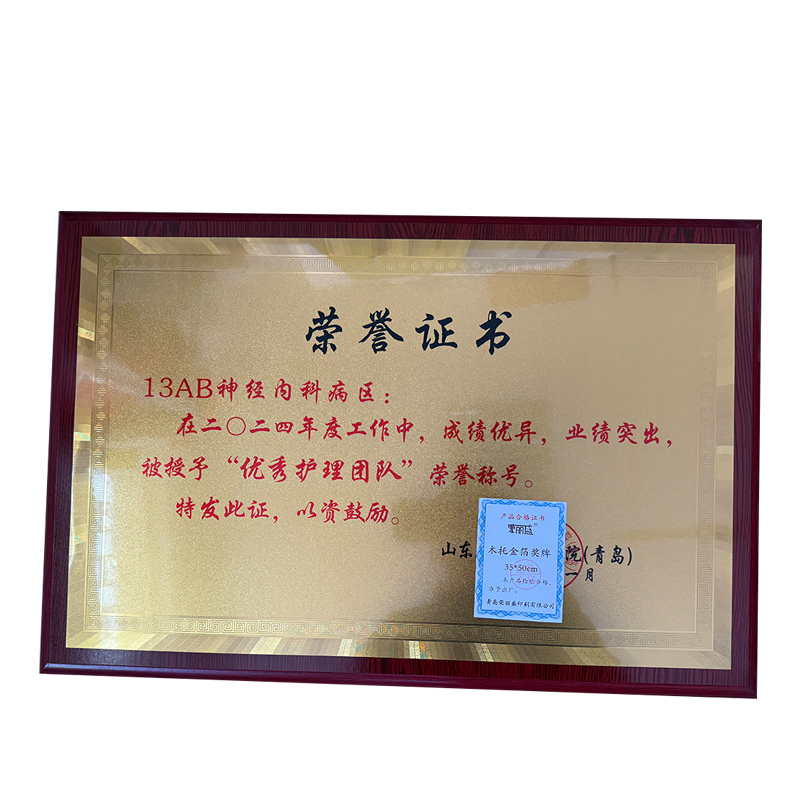 荣誉证书
13AB神经内科病区：
在二〇二四年度工作中，成绩优异，业绩突出，
被授予“优秀护理团队”荣誉称号。
特发此证，以资鼓励。
山东
院(青岛)
一月
产品合格证书
木托金箔奖牌
35*50cm
本产品检验合格，
准予出厂。
青岛荣丽盛印刷有限公司